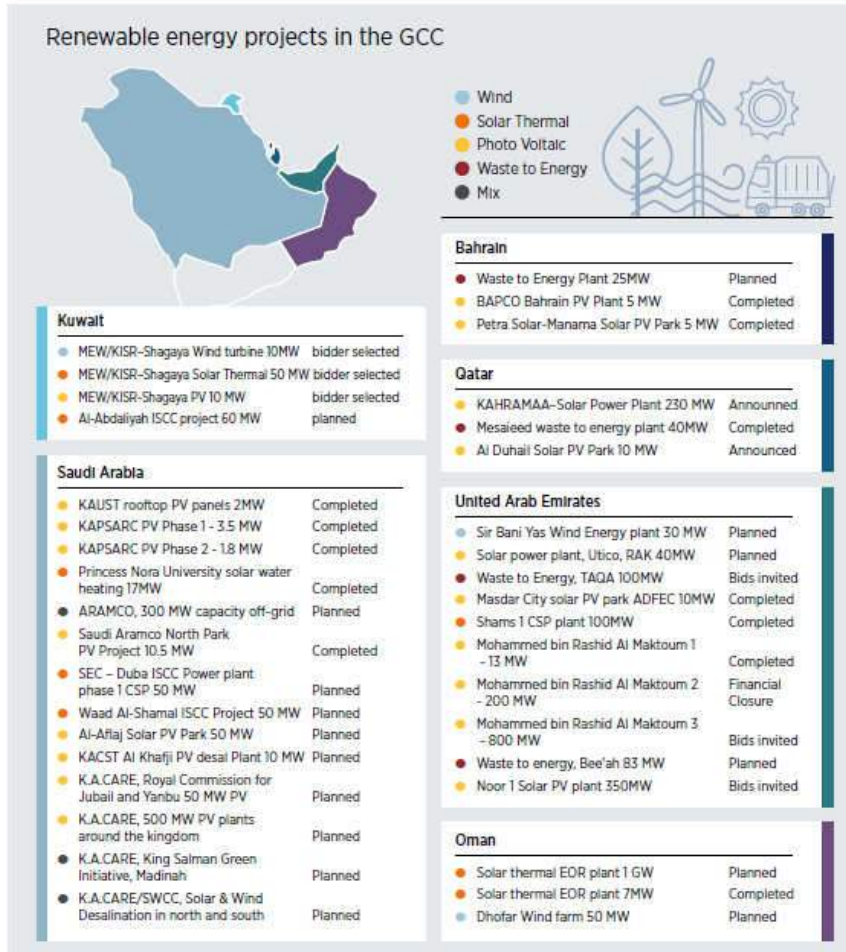 Renewable energy projects in the GCC
Wind
Solar Thermal
Photo Voltaic
Waste to Energy
Mix
Kuwait
MEW/KISR–Shagaya Wind turbine 10MW bidder selected
MEW/KISR–Shagaya Solar Thermal 50 MW bidder selected
MEW/KISR-Shagaya PV 10 MW bidder selected
Al-Abdaliyah ISCC project 60 MW planned
Saudi Arabia
KAUST rooftop PV panels 2MW Completed
KAPSARC PV Phase 1 - 3.5 MW Completed
KAPSARC PV Phase 2 - 1.8 MW Completed
Princess Nora University solar water
heating 17MW Completed
ARAMCO, 300 MW capacity off-grid Planned
Saudi Aramco North Park
PV Project 10.5 MW Completed
SEC – Duba ISCC Power plant
phase 1 CSP 50 MW Planned
Waad Al-Shamal ISCC Project 50 MW Planned
Al-Aflaj Solar PV Park 50 MW Planned
KACST Al Khafji PV desal Plant 10 MW Planned
K.A.CARE, Royal Commission for
Jubail and Yanbu 50 MW PV Planned
K.A.CARE, 500 MW PV plants
around the kingdom Planned
K.A.CARE, King Salman Green
Initiative, Madinah Planned
K.A.CARE/SWCC, Solar & Wind
Desalination in north and south Planned
Bahrain
Waste to Energy Plant 25MW Planned
BAPCO Bahrain PV Plant 5 MW Completed
Petra Solar-Manama Solar PV Park 5 MW Completed
Qatar
KAHRAMAA–Solar Power Plant 230 MW Announned
Mesaieed waste to energy plant 40MW Completed
Al Duhail Solar PV Park 10 MW Announced
United Arab Emirates
Sir Bani Yas Wind Energy plant 30 MW Planned
Solar power plant, Utico, RAK 40MW Planned
Waste to Energy, TAQA 100MW Bids invited
Masdar City solar PV park ADFEC 10MW Completed
Shams 1 CSP plant 100MW Completed
Mohammed bin Rashid Al Maktoum 1
- 13 MW Completed
Mohammed bin Rashid Al Maktoum 2 Financial
- 200 MW Closure
Mohammed bin Rashid Al Maktoum 3
- 800 MW Bids invited
Waste to energy, Bee'ah 83 MW Planned
Noor 1 Solar PV plant 350MW Bids invited
Oman
Solar thermal EOR plant 1 GW Planned
Solar thermal EOR plant 7MW Completed
Dhofar Wind farm 50 MW Planned